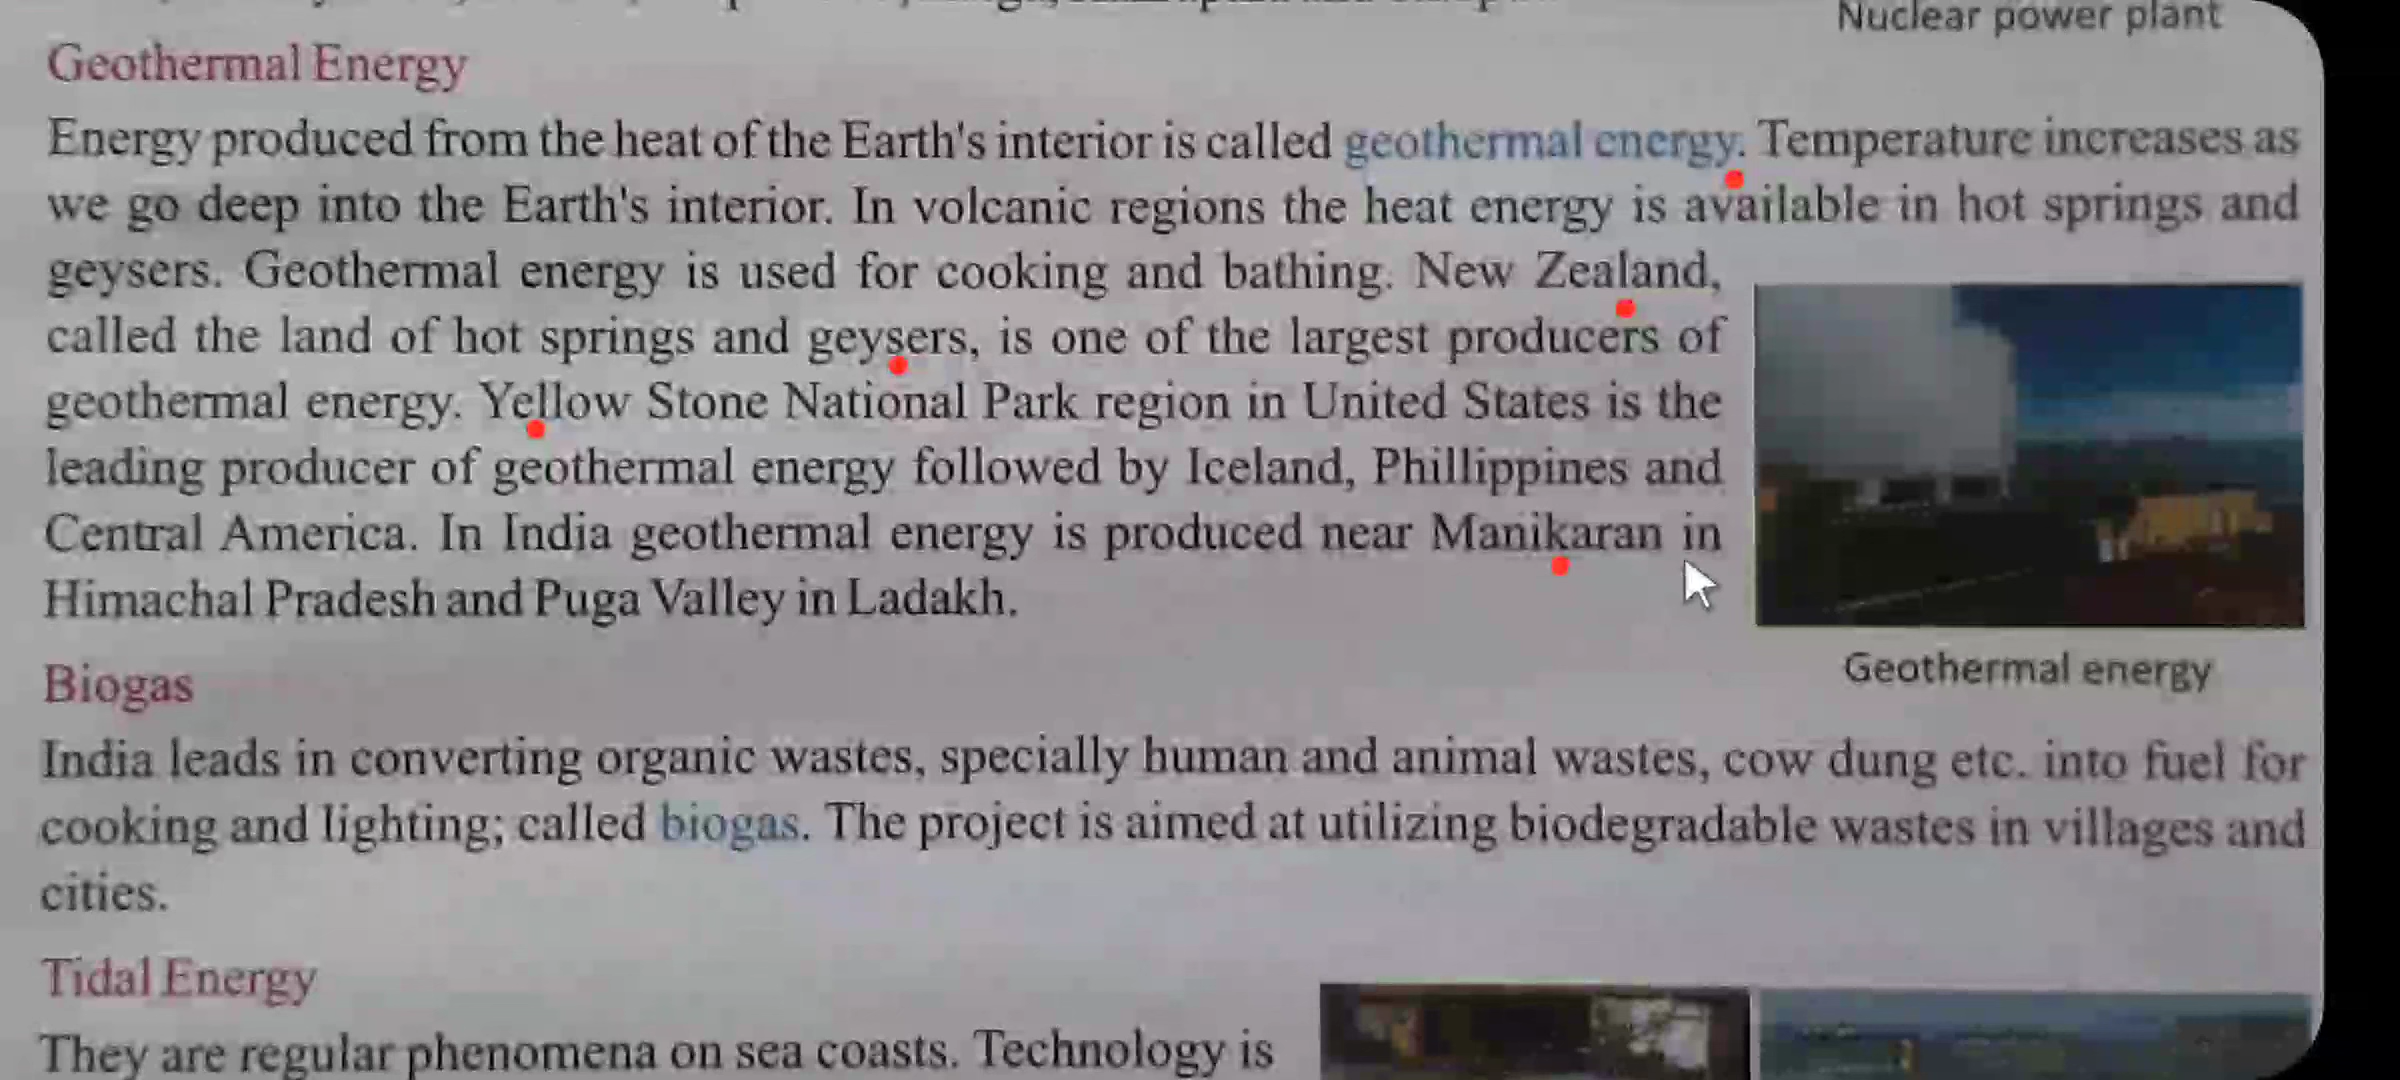 Nuclear power plant
Geothermal Energy
Energy produced from the heat of the Earth's interior is called geothermal energy. Temperature increases as
we go deep into the Earth's interior. In volcanic regions the heat energy is available in hot springs and
geysers. Geothermal energy is used for cooking and bathing. New Zealand,
called the land of hot springs and geysers, is one of the largest producers of
geothermal energy. Yellow Stone National Park region in United States is the
leading producer of geothermal energy followed by Iceland, Phillippines and
Central America. In India geothermal energy is produced near Manikaran in
Himachal Pradesh and Puga Valley in Ladakh.
Geothermal energy
Biogas
India leads in converting organic wastes, specially human and animal wastes, cow dung etc. into fuel for
cooking and lighting; called biogas. The project is aimed at utilizing biodegradable wastes in villages and
cities.
Tidal Energy
They are regular phenomena on sea coasts. Technology is